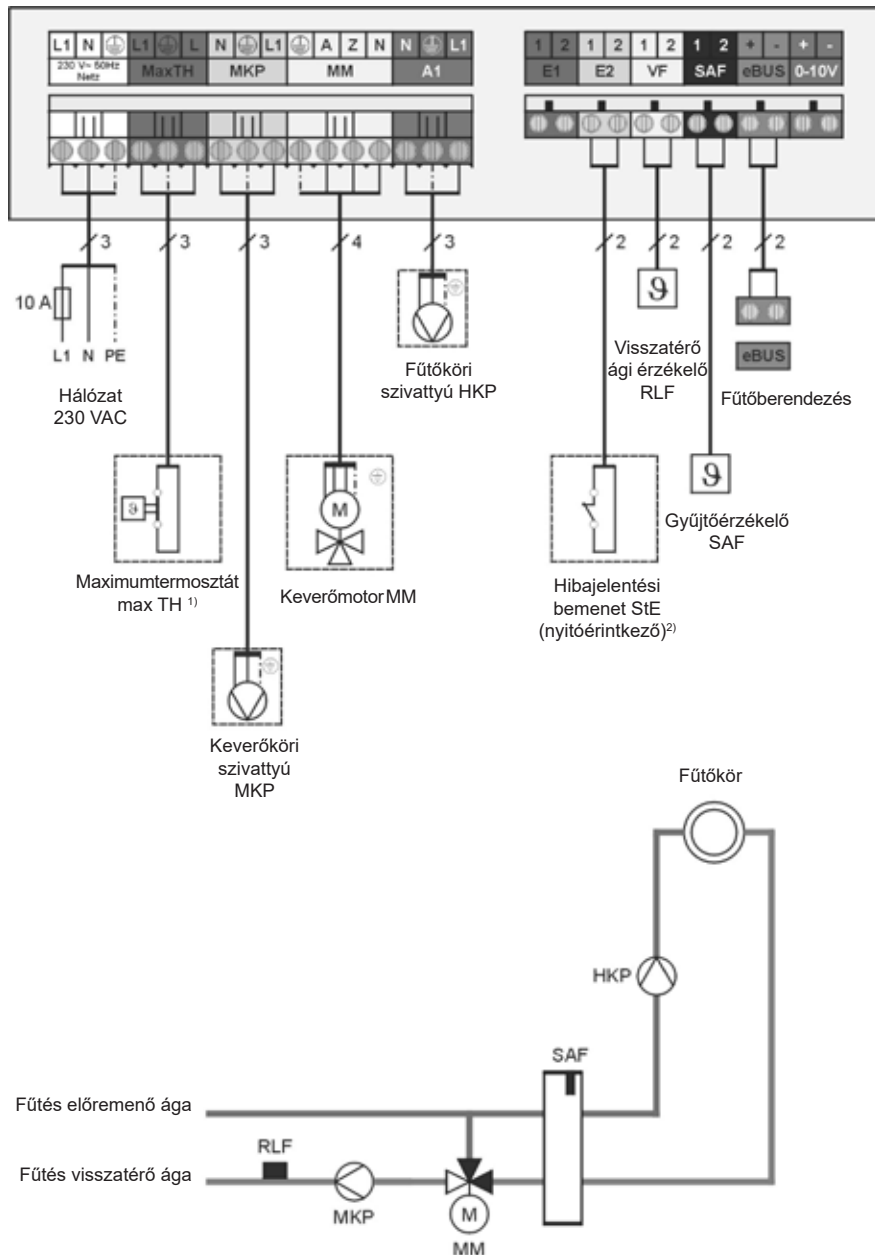 L1 N L1 L N L1 A Z N N L1 1 2 1 2 1 2 1 2 + - + -
230 V~ 50Hz
Netz
MaxTH MKP MM A1 E1 E2 VF SAF eBUS 0-10V
3 3 3 4 3 2 2 2 2
10 A
L1 N PE
Hálózat
230 VAC
Fűtőköri
szivattyú HKP
ϑ
Visszatérő
ági érzékelő
RLF
eBUS
Fűtőberendezés
ϑ
Maximumtermosztát
max TH 1)
M
Keverőmotor MM
Hibajelentési
bemenet StE
(nyitóérintkező)2)
ϑ
Gyűjtőérzékelő
SAF
Keverőköri
szivattyú
MKP
Fűtőkör
HKP
SAF
Fűtés előremenő ága
RLF
Fűtés visszatérő ága
MKP
M
MM